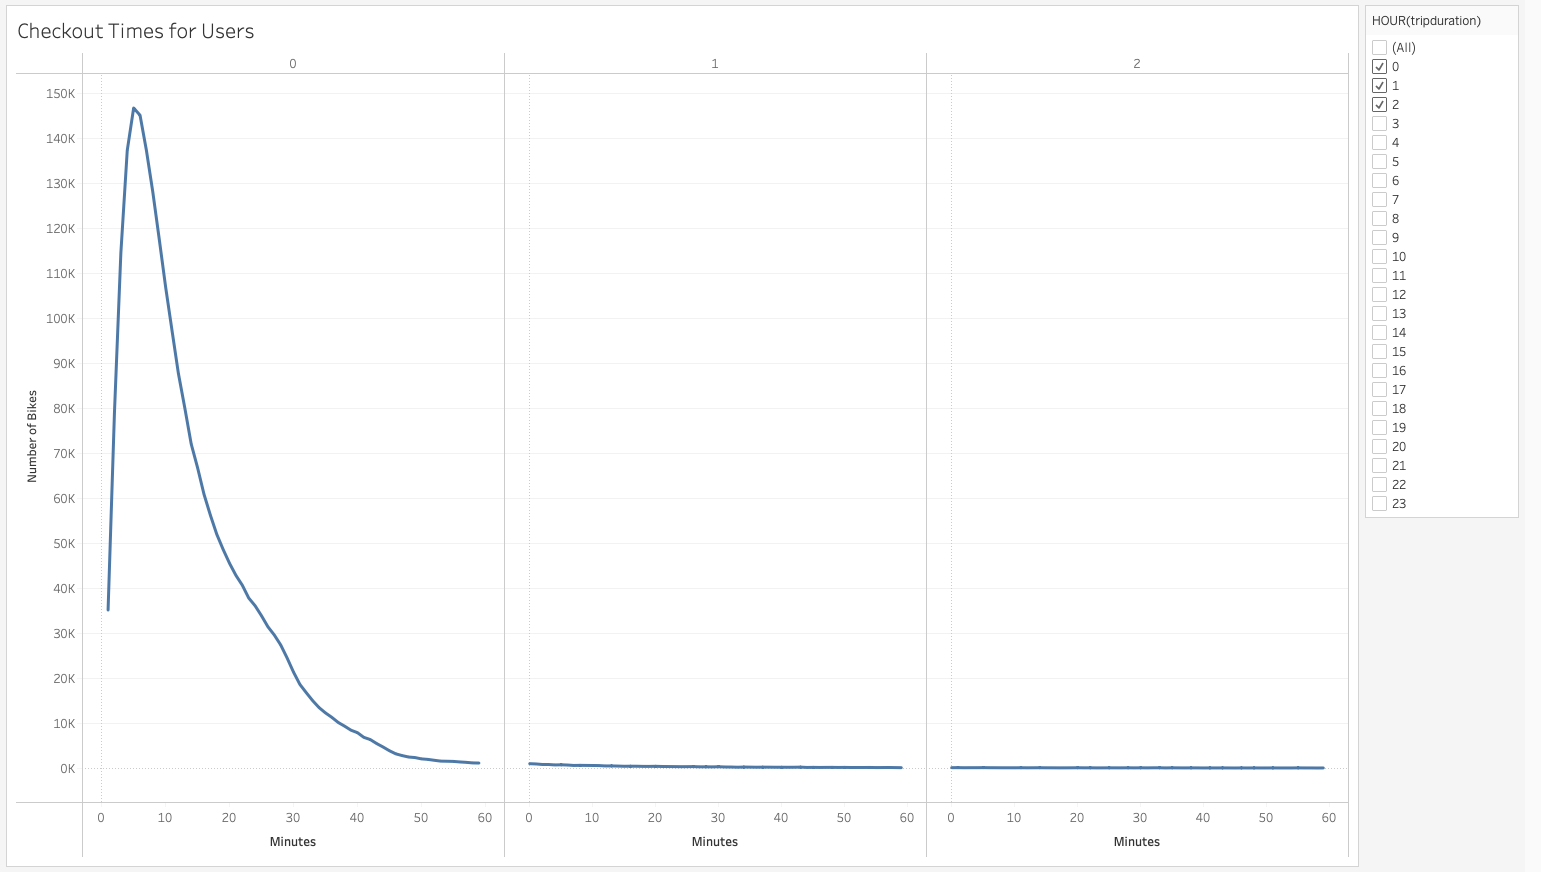 Checkout Times for Users
0 1 2
150K
140K
130K
120K
110K
100K
90K
80K
70K
60K
50K
40K
30K
20K
10K
0K
Number of Bikes
0 10 20 30 40 50 60 0 10 20 30 40 50 60 0 10 20 30 40 50 60
Minutes Minutes Minutes
HOUR(tripduration)
(All)
0
1
2
3
4
5
6
7
8
9
10
11
12
13
14
15
16
17
18
19
20
21
22
23